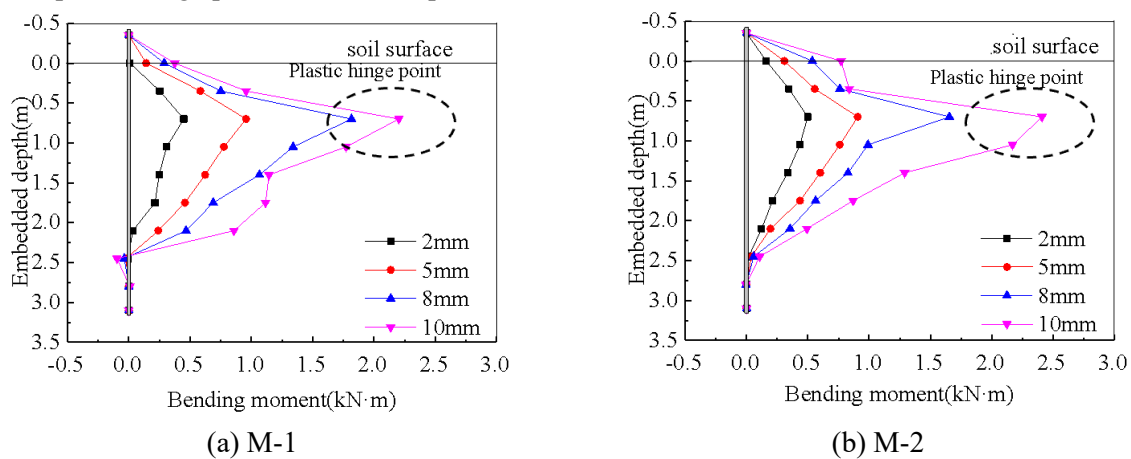 -0.5
0.0
0.5
1.0
1.5
2.0
2.5
3.0
3.5
Embedded depth(m)
soil surface
Plastic hinge point
2mm
5mm
8mm
10mm
-0.5 0.0 0.5 1.0 1.5 2.0 2.5 3.0
Bending moment(kN·m)
(a) M-1
-0.5
0.0
0.5
1.0
1.5
2.0
2.5
3.0
3.5
Embedded depth(m)
soil surface
Plastic hinge point
2mm
5mm
8mm
10mm
-0.5 0.0 0.5 1.0 1.5 2.0 2.5 3.0
Bending moment(kN·m)
(b) M-2